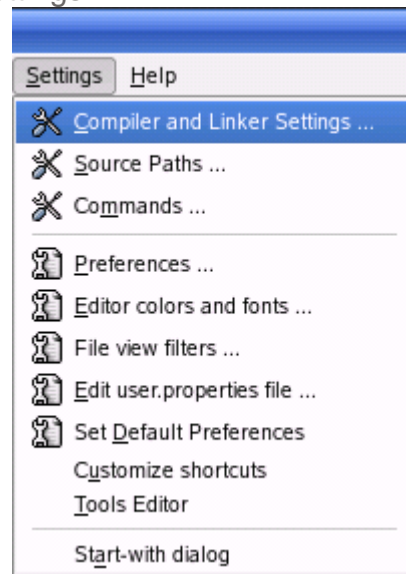 Settings Help
Compiler and Linker Settings ...
Source Paths ...
Commands ...
Preferences ...
Editor colors and fonts ...
File view filters ...
Edit user.properties file ...
Set Default Preferences
Customize shortcuts
Tools Editor
Start-with dialog